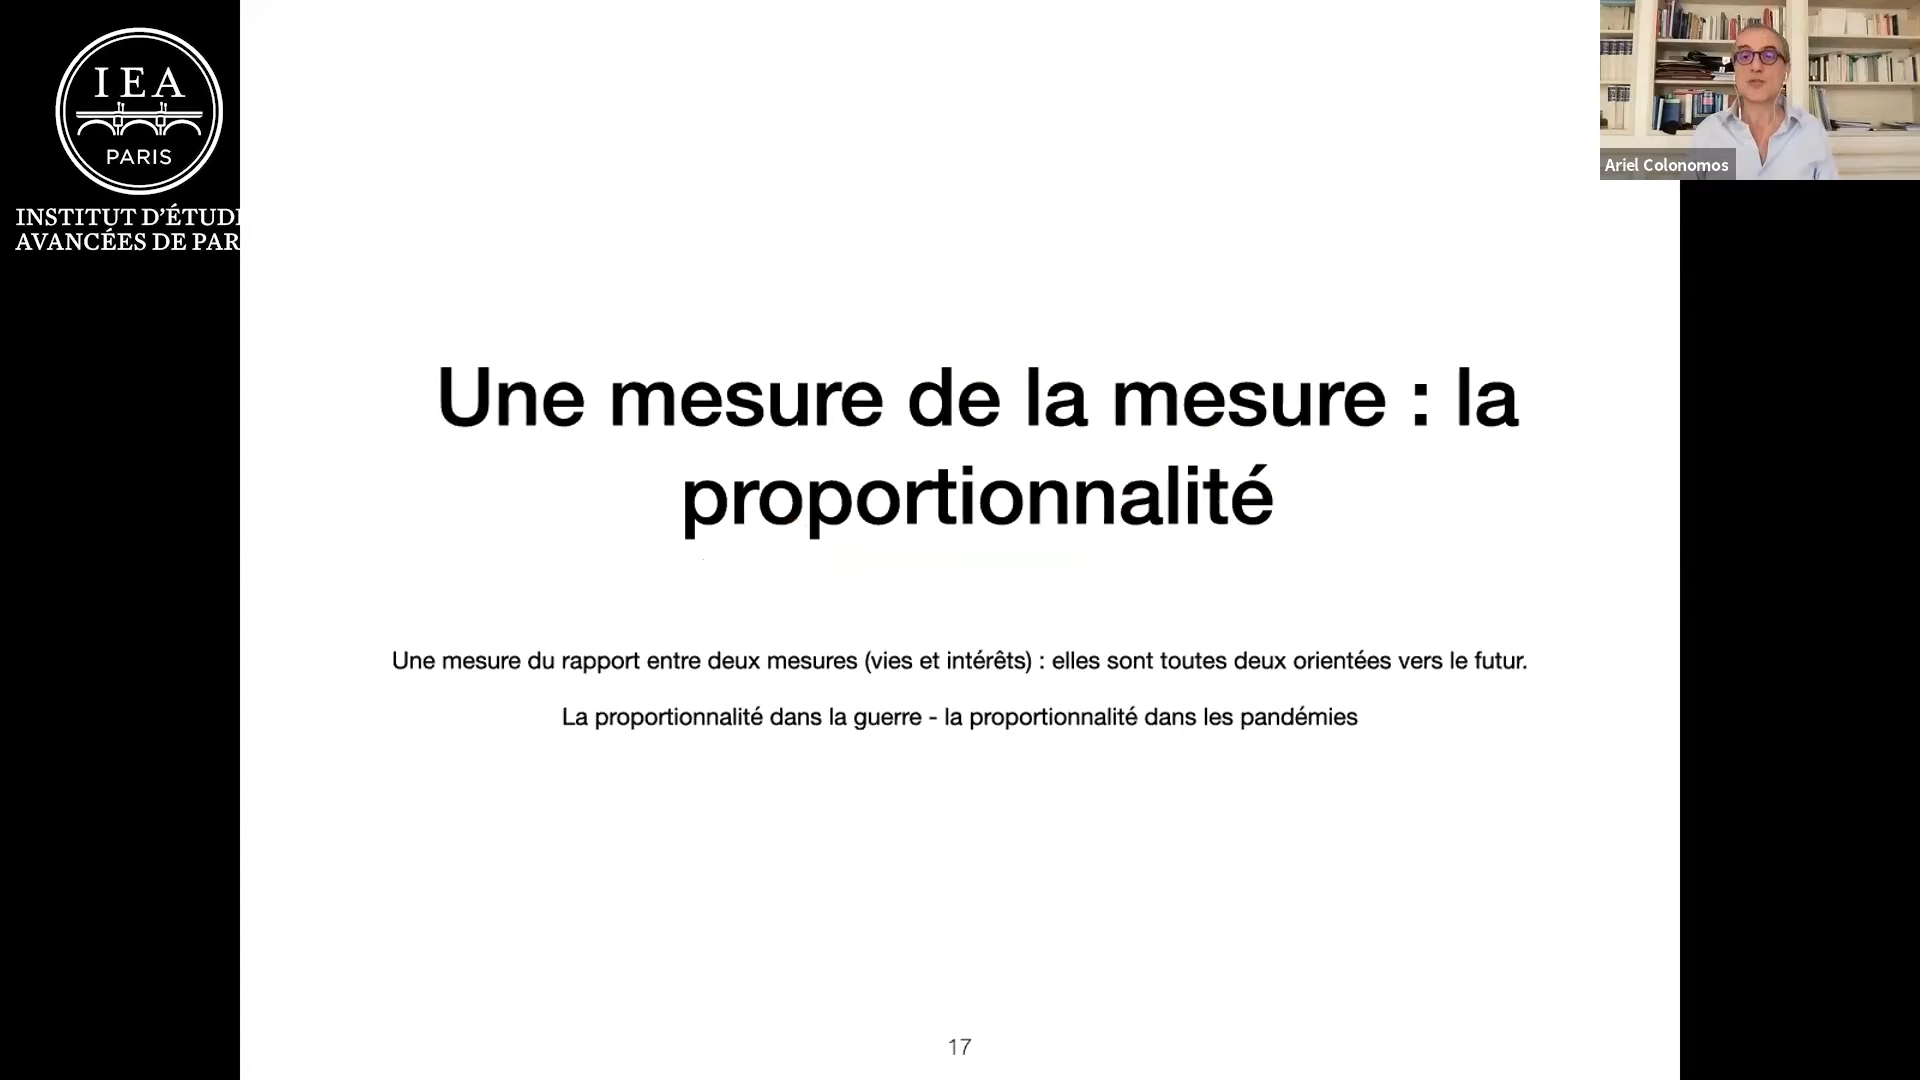 IEA
PARIS
INSTITUT D'ÉTUD
AVANCÉES DE PAR
Ariel Colonomos
Une mesure de la mesure : la
proportionnalité
Une mesure du rapport entre deux mesures (vies et intérêts) : elles sont toutes deux orientées vers le futur.
La proportionnalité dans la guerre - la proportionnalité dans les pandémies
17